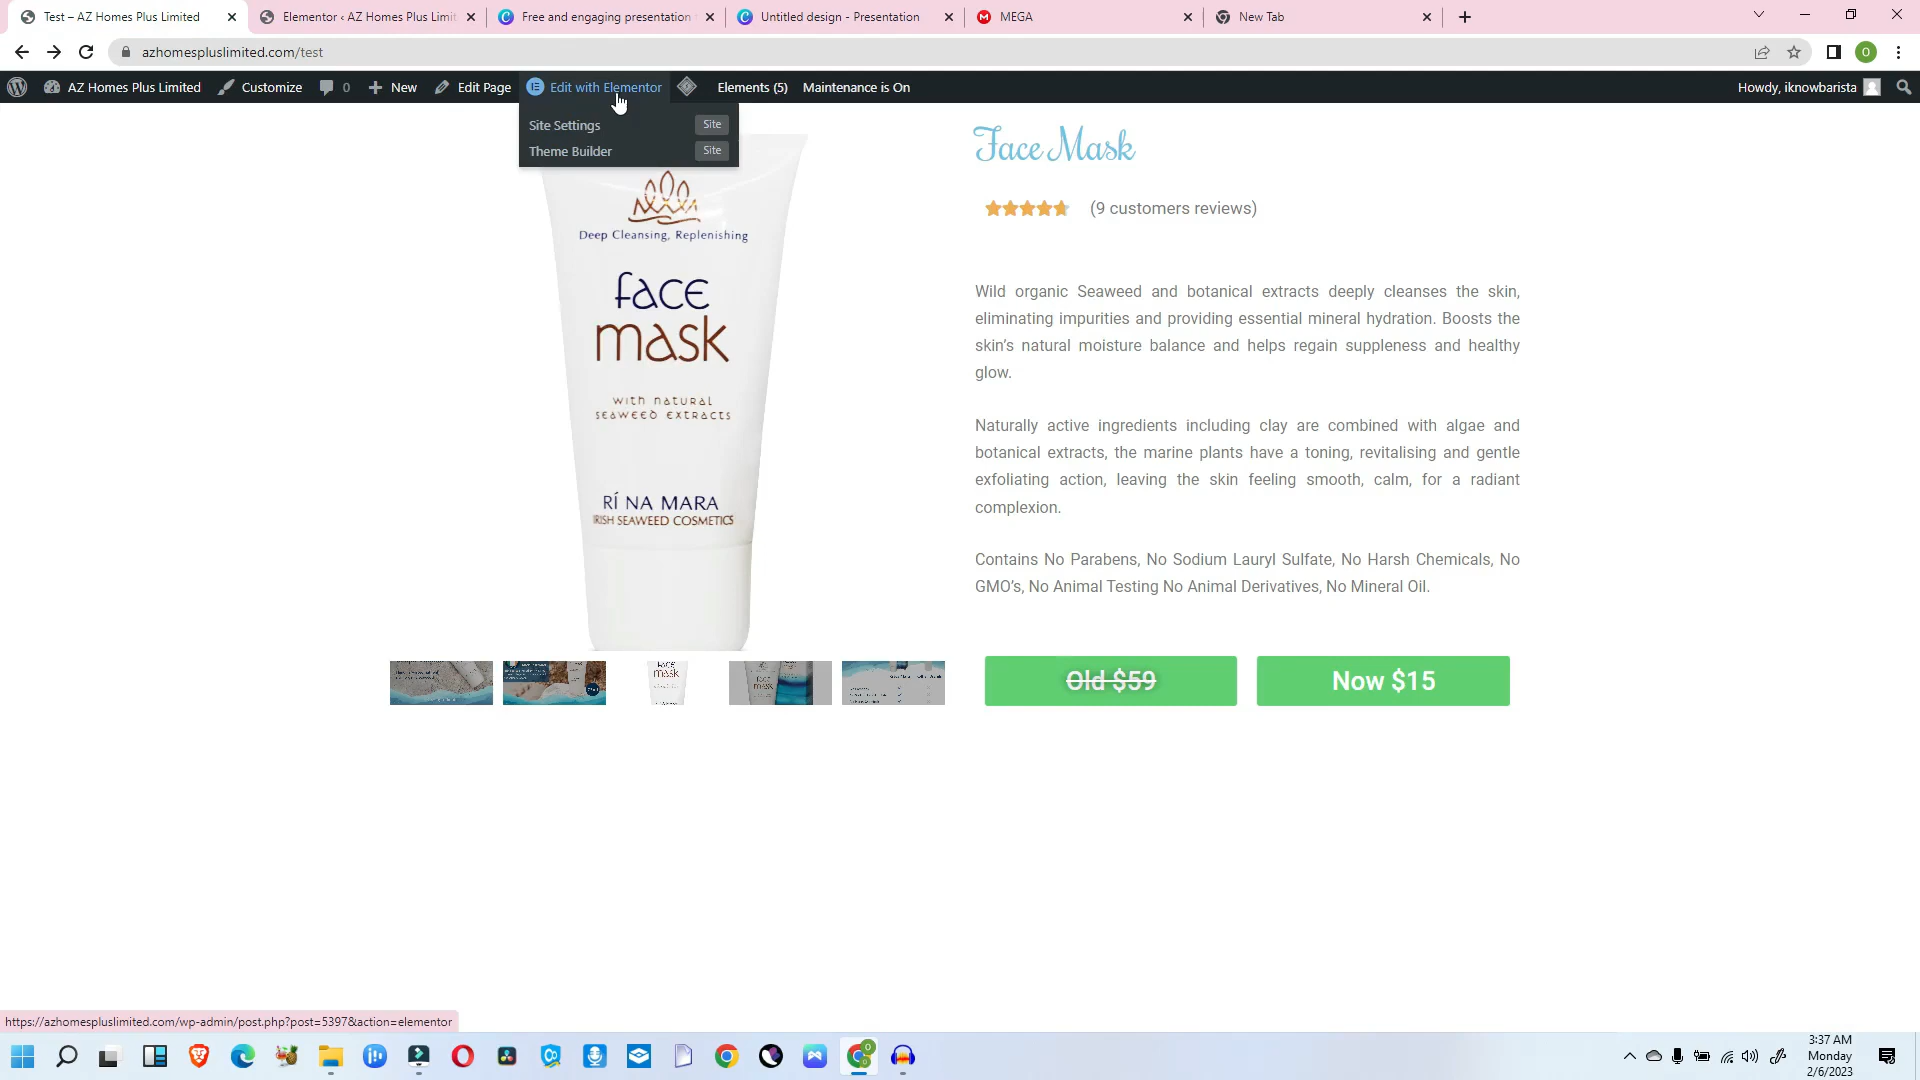 Test – AZ Homes Plus Limited
Elementor ‹ AZ Homes Plus Limit
Free and engaging presentation
Untitled design - Presentation
MEGA
New Tab
azhomespluslimited.com/test
O
AZ Homes Plus Limited
Customize
0
New
Edit Page
Edit with Elementor
Elements (5)
Maintenance is On
Howdy, iknowbarista
Site Settings
Site
Theme Builder
Site
Deep Cleansing, Replenishing
face
mask
with natural
seaweed extracts
RÍ NA MARA
IRISH SEAWEED COSMETICS
Face Mask
(9 customers reviews)
Wild organic Seaweed and botanical extracts deeply cleanses the skin,
eliminating impurities and providing essential mineral hydration. Boosts the
skin’s natural moisture balance and helps regain suppleness and healthy
glow.
Naturally active ingredients including clay are combined with algae and
botanical extracts, the marine plants have a toning, revitalising and gentle
exfoliating action, leaving the skin feeling smooth, calm, for a radiant
complexion.
Contains No Parabens, No Sodium Lauryl Sulfate, No Harsh Chemicals, No
GMO’s, No Animal Testing No Animal Derivatives, No Mineral Oil.
face
mask
face
mask
Old $59
Now $15
https://azhomespluslimited.com/wp-admin/post.php?post=5397&action=elementor
3:37 AM
Monday
2/6/2023